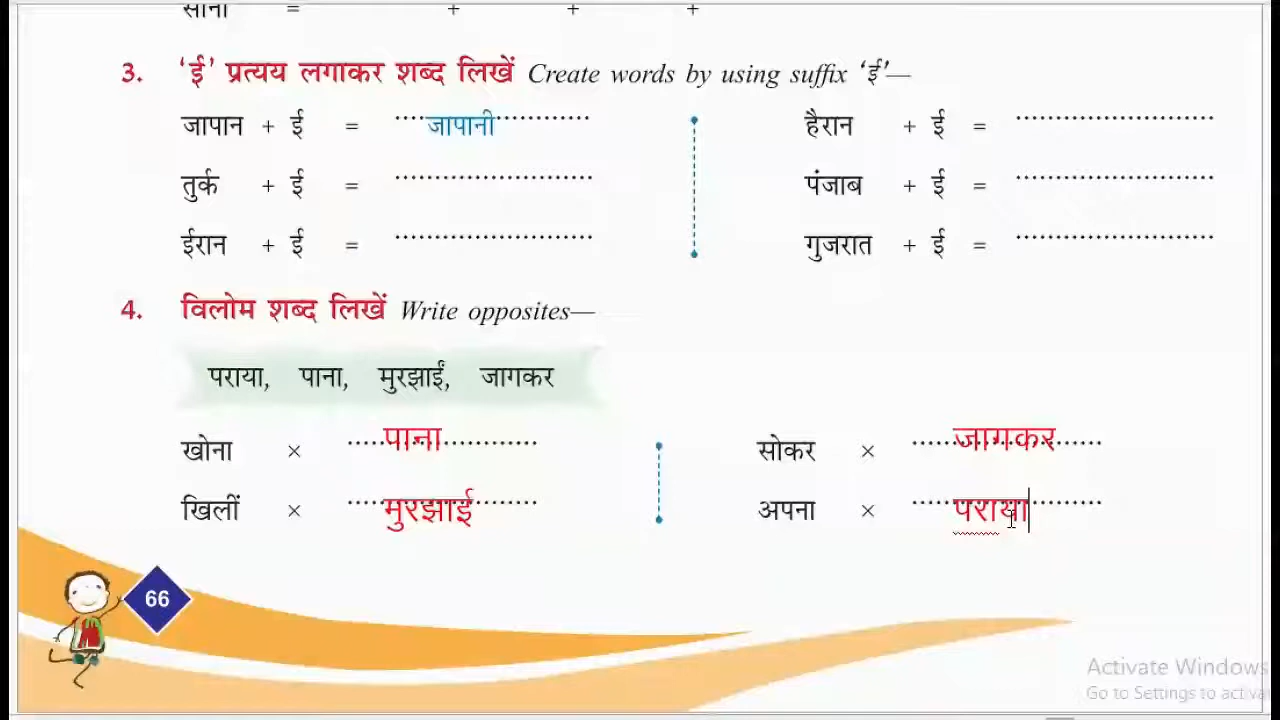 सोना = + + +
3. 'ई' प्रत्यय लगाकर शब्द लिखें Create words by using suffix 'ई'—
जापान + ई = जापानी हैरान + ई =
तुर्क + ई = पंजाब + ई =
ईरान + ई = गुजरात + ई =
4. विलोम शब्द लिखें Write opposites—
पराया, पाना, मुरझाईं, जागकर
खोना × पाना सोकर × जागकर
खिलीं × मुरझाई अपना × पराया
66
Activate Windows
Go to Settings to activa